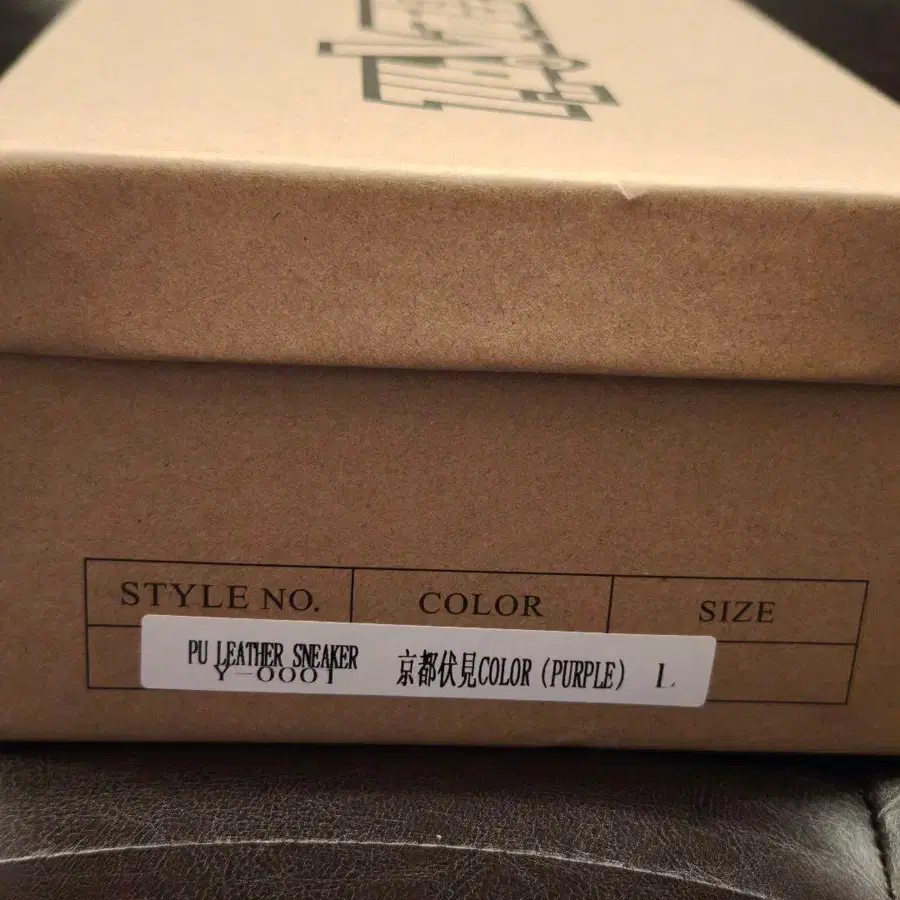 STYLE NO. COLOR SIZE
PU LEATHER SNEAKER
Y-0001 京都伏見COLOR (PURPLE) L